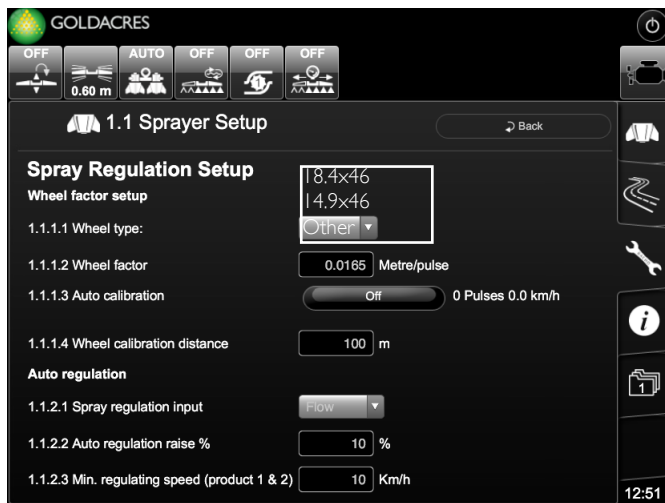 GOLDACRES
OFF AUTO OFF OFF OFF
0.60 m
1.1 Sprayer Setup
Back
Spray Regulation Setup
Wheel factor setup
18.4x46
14.9x46
1.1.1.1 Wheel type: Other
1.1.1.2 Wheel factor 0.0165 Metre/pulse
1.1.1.3 Auto calibration Off 0 Pulses 0.0 km/h
1.1.1.4 Wheel calibration distance 100 m
Auto regulation
1.1.2.1 Spray regulation input Flow
1.1.2.2 Auto regulation raise % 10 %
1.1.2.3 Min. regulating speed (product 1 & 2) 10 Km/h
i
1
12:51